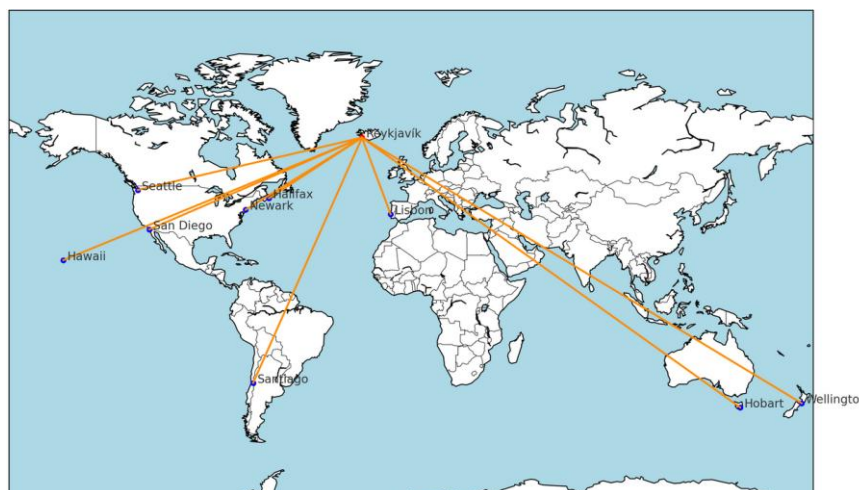 Reykjavík
Seattle
Halifax
Newark
Lisbon
San Diego
Hawaii
Santiago
Hobart
Wellingto